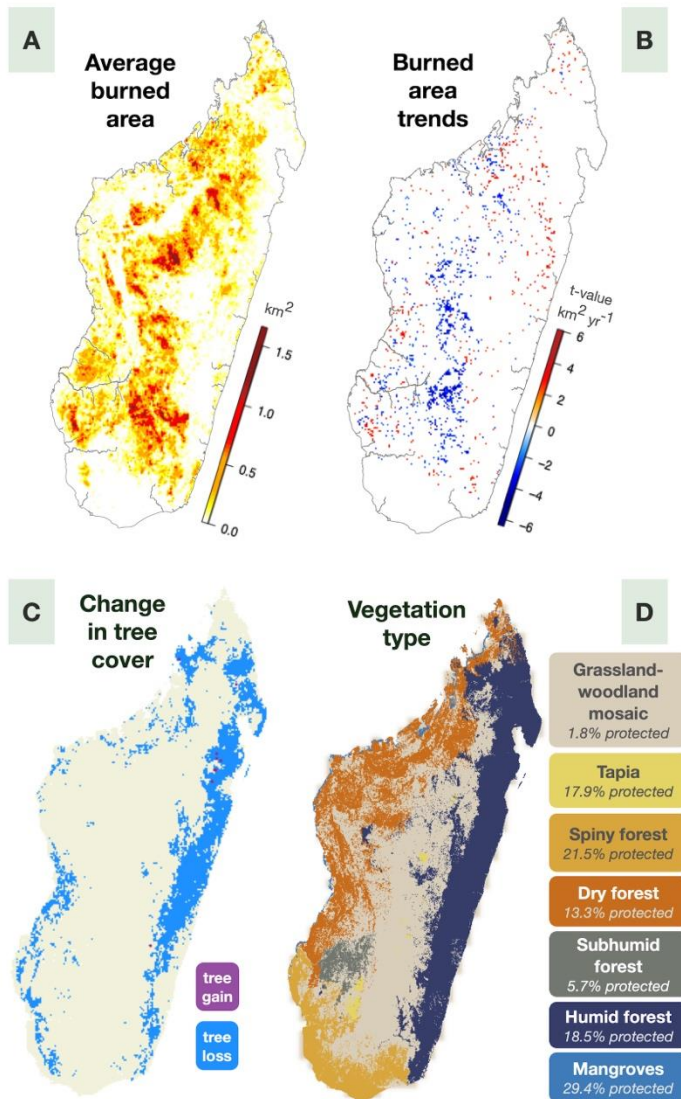 A
Average
burned
area
km²
1.5
1.0
0.5
0.0
Burned
area
trends
B
t-value
km² yr⁻¹
6
4
2
0
−2
−4
−6
C
Change
in tree
cover
tree
gain
tree
loss
Vegetation
type
D
Grassland-
woodland
mosaic
1.8% protected
Tapia
17.9% protected
Spiny forest
21.5% protected
Dry forest
13.3% protected
Subhumid
forest
5.7% protected
Humid forest
18.5% protected
Mangroves
29.4% protected